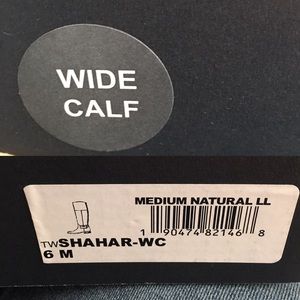 WIDE
CALF
MEDIUM NATURAL LL
1 90474 82146 8
TWSHAHAR-WC
6 M